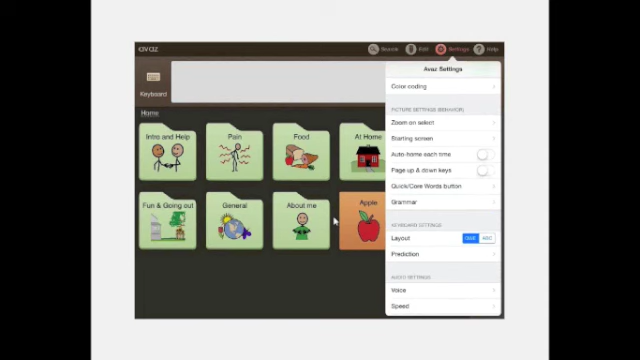 avaz
Search
Edit
Settings
Help
Keyboard
Home
Intro and Help
Pain
Food
At Home
Fun & Going out
General
About me
Apple
Avaz Settings
Color coding
PICTURE SETTINGS (BEHAVIOR)
Zoom on select
Starting screen
Auto-home each time
Page up & down keys
Quick/Core Words button
Grammar
KEYBOARD SETTINGS
Layout
ABC
Prediction
AUDIO SETTINGS
Voice
Speed